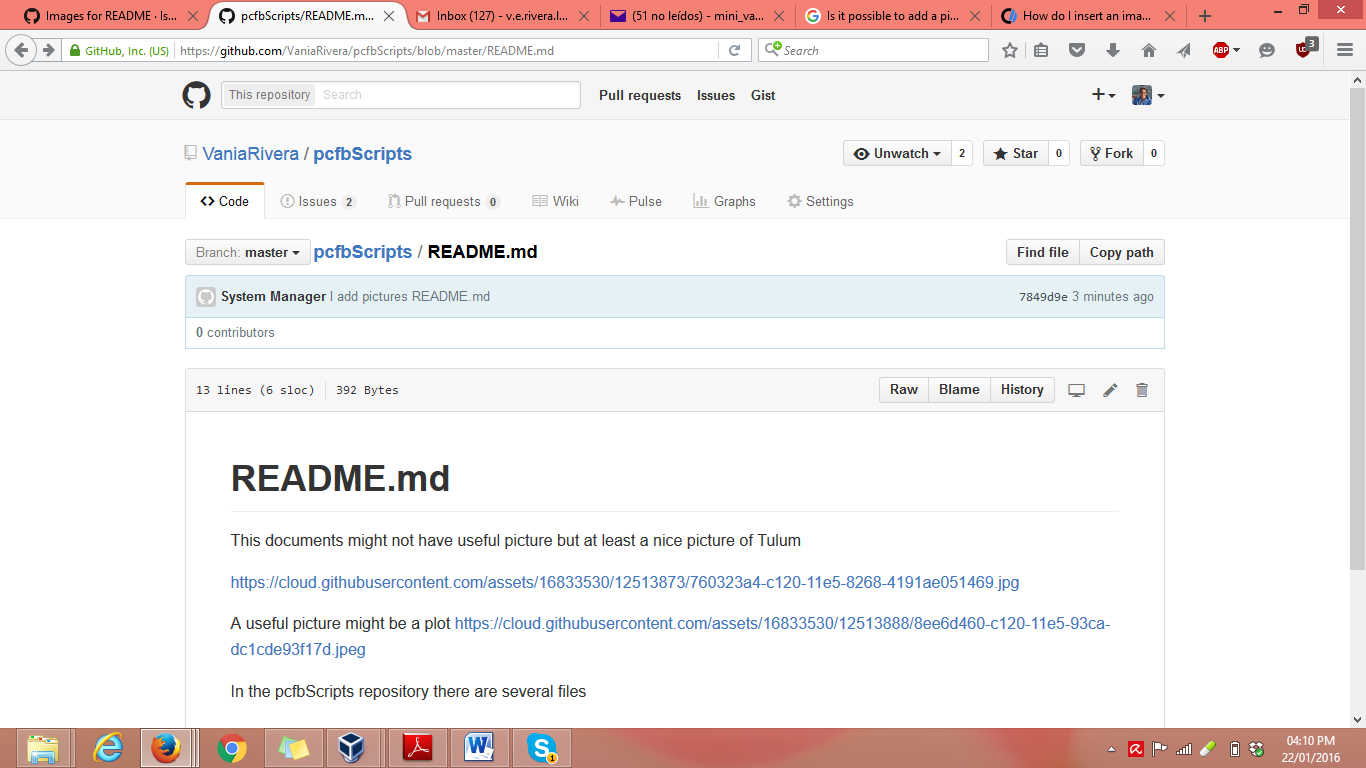 Images for README · Is...
pcfbScripts/README.m...
Inbox (127) - v.e.rivera.l...
(51 no leídos) - mini_va...
Is it possible to add a pi...
How do I insert an ima...
GitHub, Inc. (US)
https://github.com/VaniaRivera/pcfbScripts/blob/master/README.md
Search
ABP
3
This repository
Search
Pull requests
Issues
Gist
VaniaRivera / pcfbScripts
Unwatch 2
Star 0
Fork 0
Code
Issues 2
Pull requests 0
Wiki
Pulse
Graphs
Settings
Branch: master
pcfbScripts / README.md
Find file
Copy path
System Manager I add pictures README.md
7849d9e 3 minutes ago
0 contributors
13 lines (6 sloc)
392 Bytes
Raw
Blame
History
README.md
This documents might not have useful picture but at least a nice picture of Tulum
https://cloud.githubusercontent.com/assets/16833530/12513873/760323a4-c120-11e5-8268-4191ae051469.jpg
A useful picture might be a plot https://cloud.githubusercontent.com/assets/16833530/12513888/8ee6d460-c120-11e5-93ca-
dc1cde93f17d.jpeg
In the pcfbScripts repository there are several files
1
04:10 PM
22/01/2016